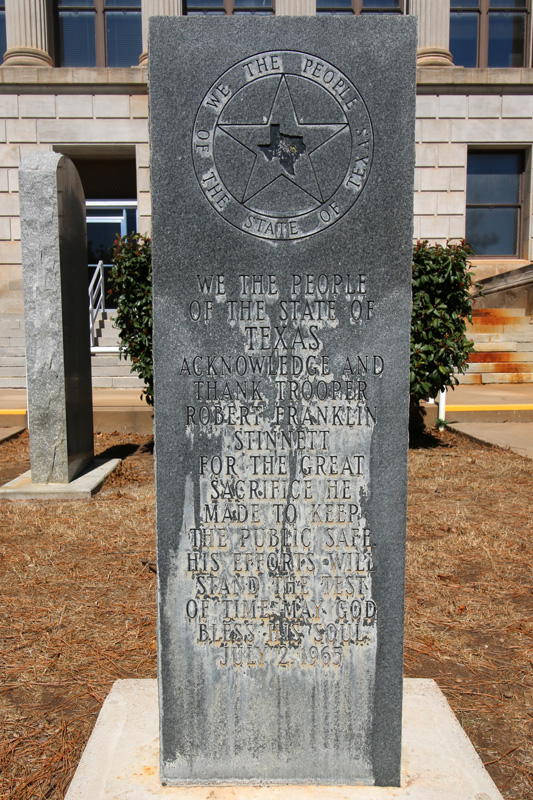 WE THE PEOPLE OF THE STATE OF TEXAS
WE THE PEOPLE
OF THE STATE OF
TEXAS
ACKNOWLEDGE AND
THANK TROOPER
ROBERT FRANKLIN
STINNETT
FOR THE GREAT
SACRIFICE HE
MADE TO KEEP
THE PUBLIC SAFE
HIS EFFORTS WILL
STAND THE TEST
OF TIME MAY GOD
BLESS HIS SOUL
JULY 2 1965